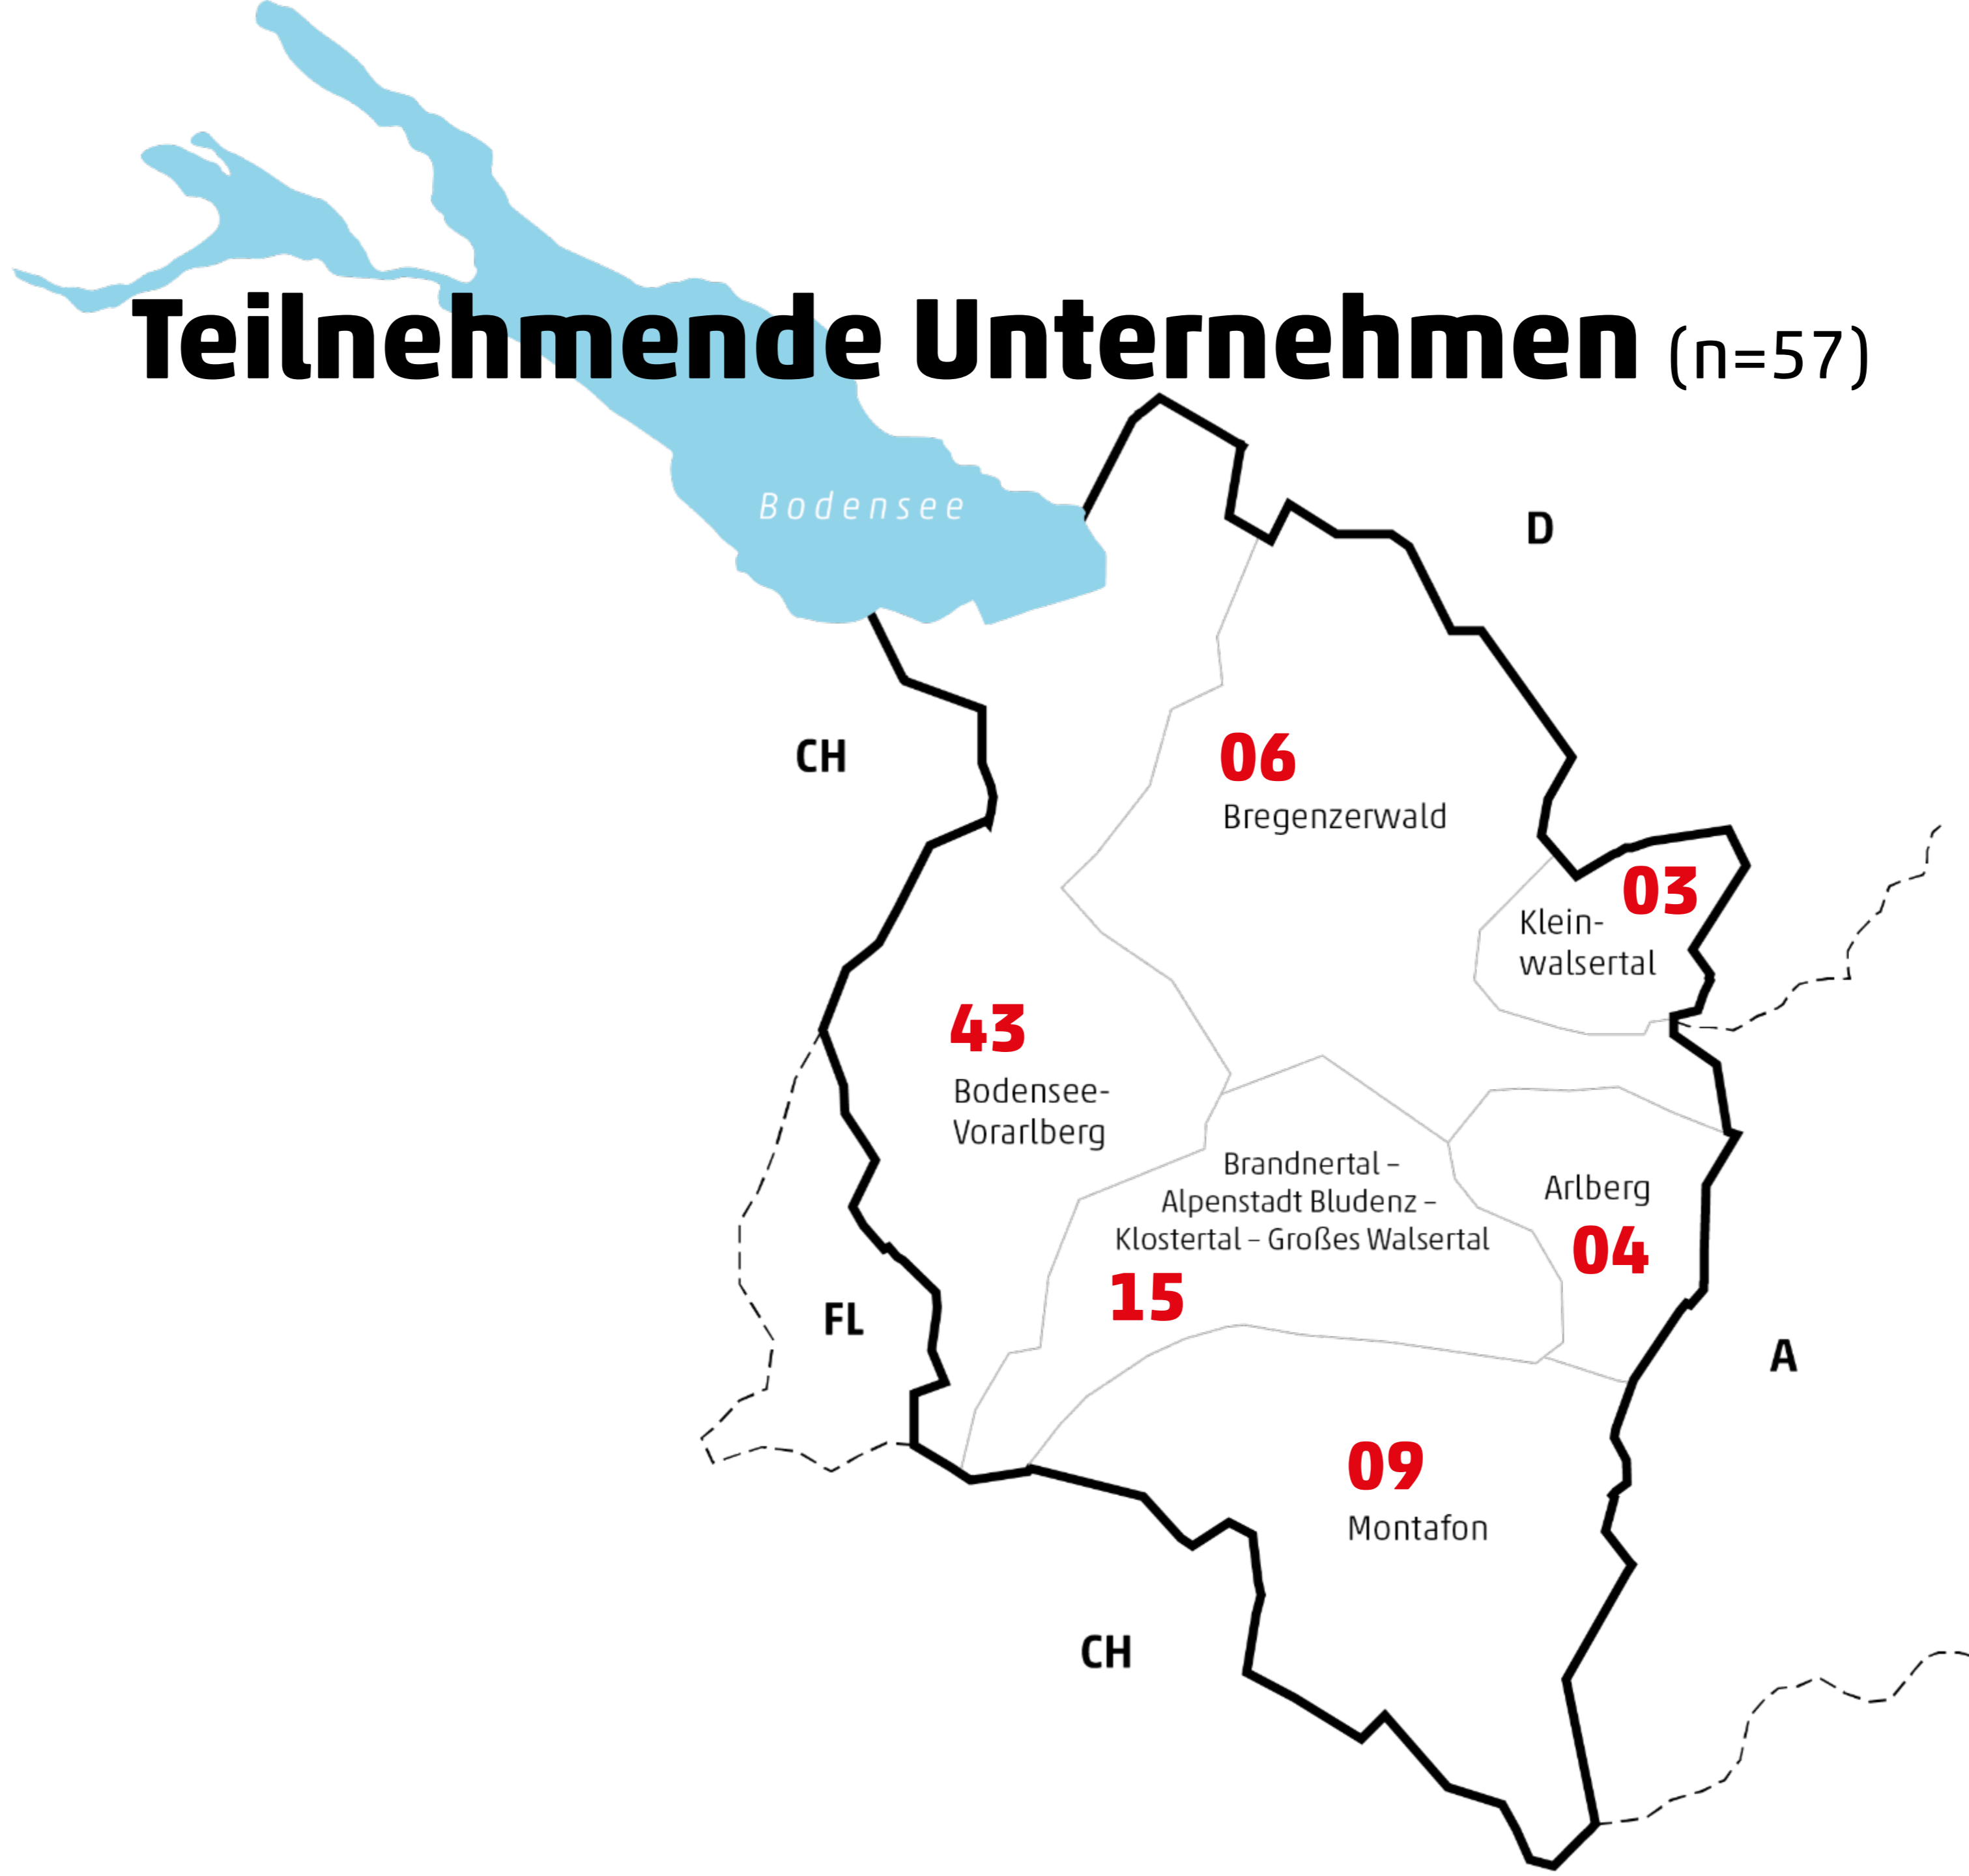 Teilnehmende Unternehmen (n=57)
Bodensee
D
CH
06
Bregenzerwald
03
Klein-
walsertal
43
Bodensee-
Vorarlberg
Brandnertal –
Alpenstadt Bludenz –
Klostertal – Großes Walsertal
15
Arlberg
04
FL
A
09
Montafon
CH